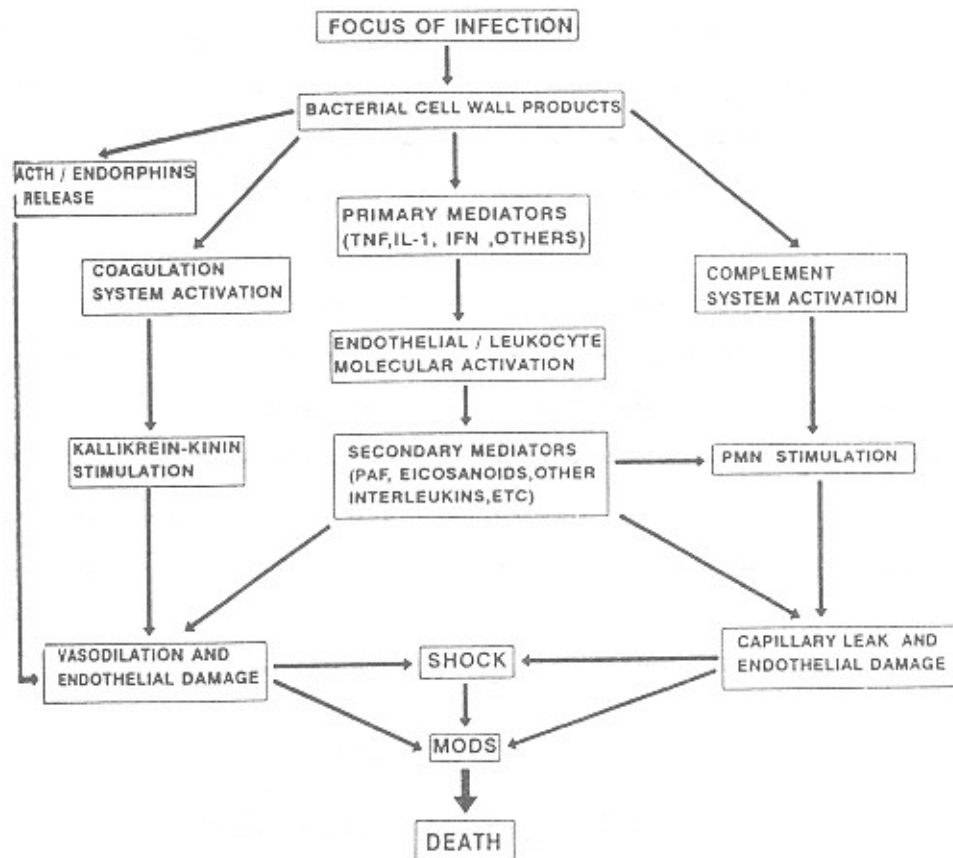 FOCUS OF INFECTION
BACTERIAL CELL WALL PRODUCTS
ACTH / ENDORPHINS
RELEASE
PRIMARY MEDIATORS
(TNF,IL-1, IFN ,OTHERS)
COAGULATION
SYSTEM ACTIVATION
COMPLEMENT
SYSTEM ACTIVATION
ENDOTHELIAL / LEUKOCYTE
MOLECULAR ACTIVATION
KALLIKREIN-KININ
STIMULATION
SECONDARY MEDIATORS
(PAF, EICOSANOIDS,OTHER
INTERLEUKINS,ETC)
PMN STIMULATION
VASODILATION AND
ENDOTHELIAL DAMAGE
SHOCK
CAPILLARY LEAK AND
ENDOTHELIAL DAMAGE
MODS
DEATH